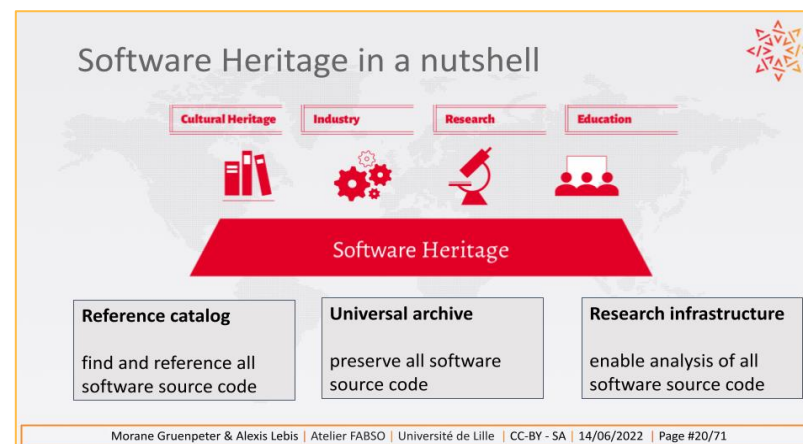 Software Heritage in a nutshell
Cultural Heritage
Industry
Research
Education
Software Heritage
Reference catalog
find and reference all
software source code
Universal archive
preserve all software
source code
Research infrastructure
enable analysis of all
software source code
Morane Gruenpeter & Alexis Lebis | Atelier FABSO | Université de Lille | CC-BY - SA | 14/06/2022 | Page #20/71